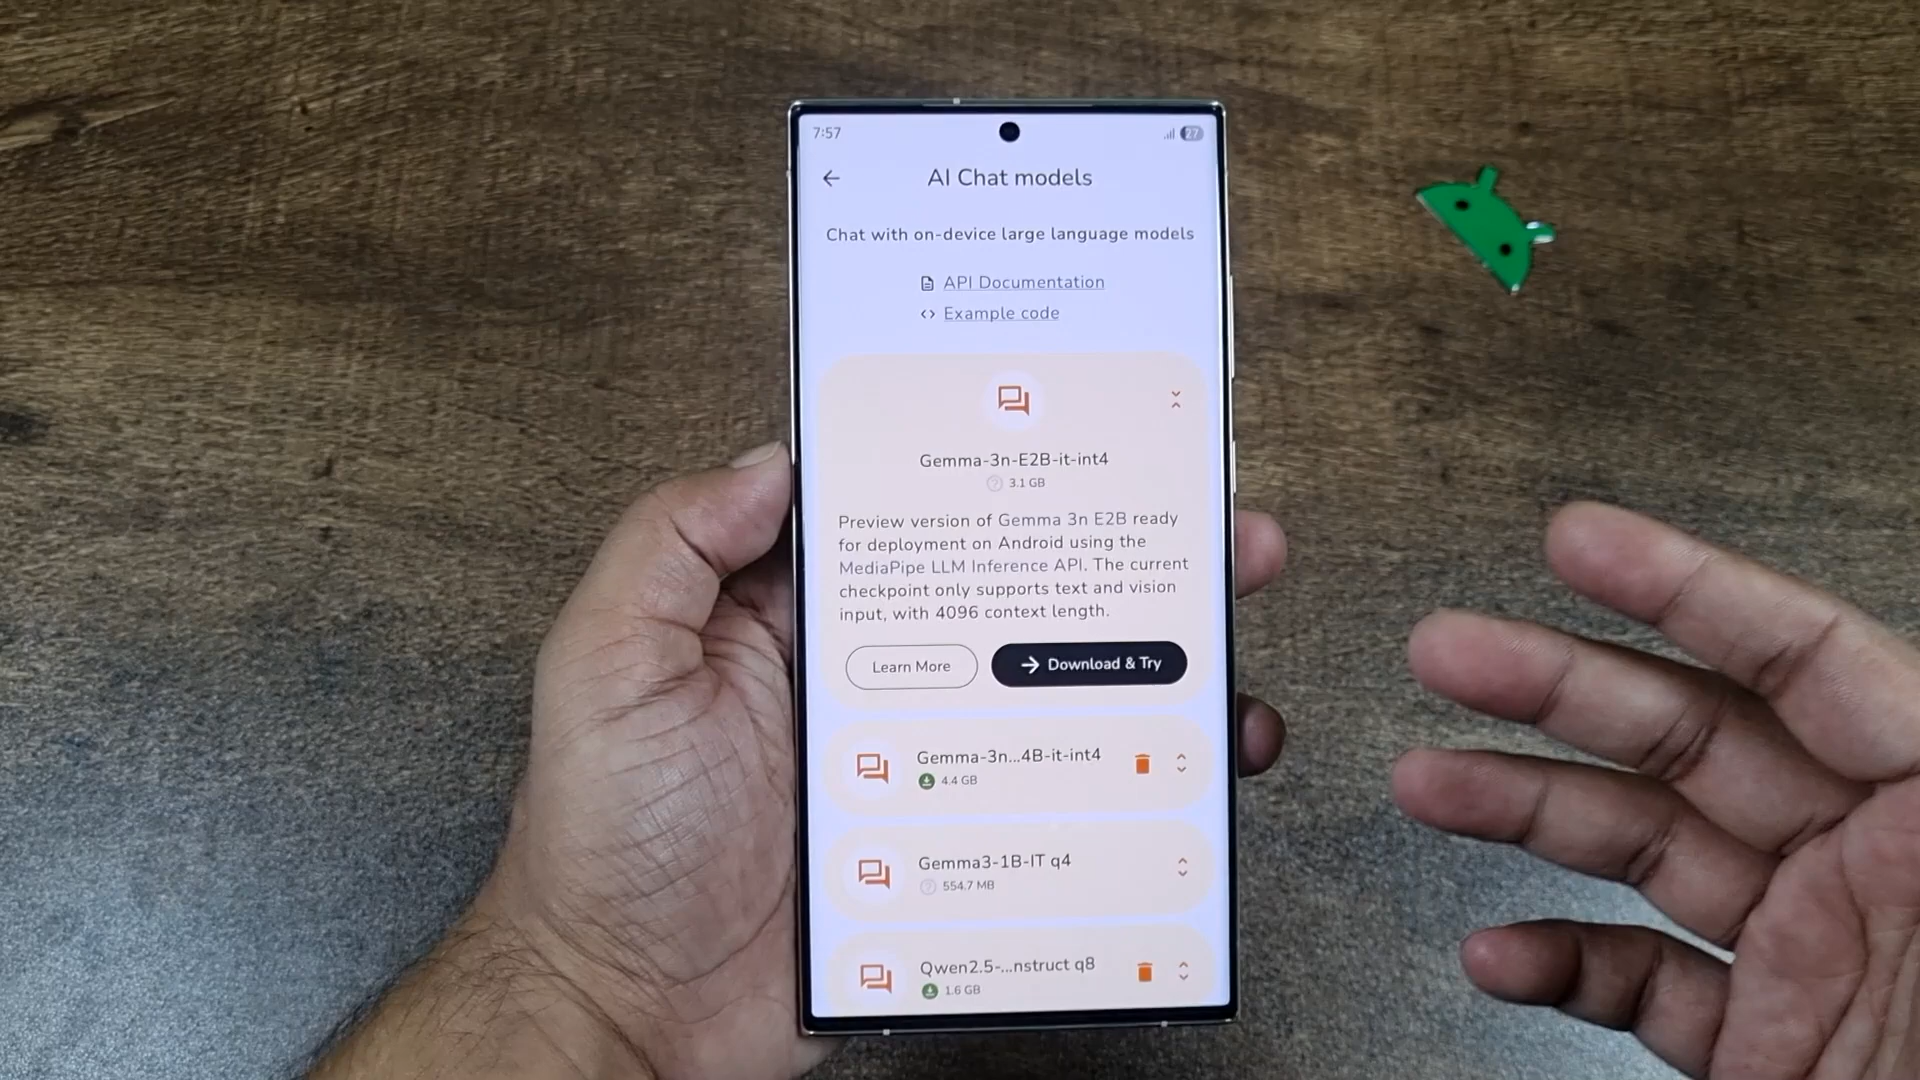 7:57
27
AI Chat models
Chat with on-device large language models
API Documentation
Example code
Gemma-3n-E2B-it-int4
3.1 GB
Preview version of Gemma 3n E2B ready
for deployment on Android using the
MediaPipe LLM Inference API. The current
checkpoint only supports text and vision
input, with 4096 context length.
Learn More
Download & Try
Gemma-3n...4B-it-int4
4.4 GB
Gemma3-1B-IT q4
554.7 MB
Qwen2.5-...nstruct q8
1.6 GB